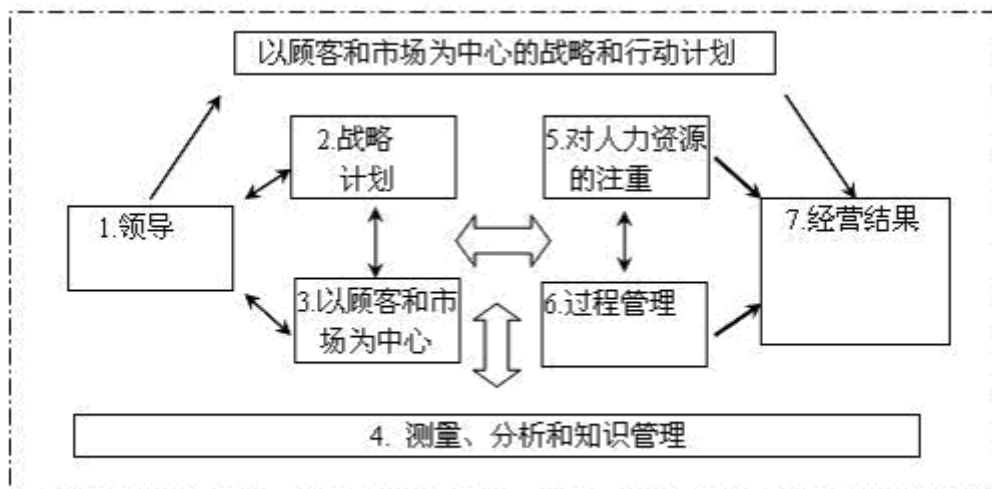 以顾客和市场为中心的战略和行动计划
2.战略
计划
5.对人力资源
的注重
1.领导
7.经营结果
3.以顾客和市
场为中心
6.过程管理
4. 测量、分析和知识管理